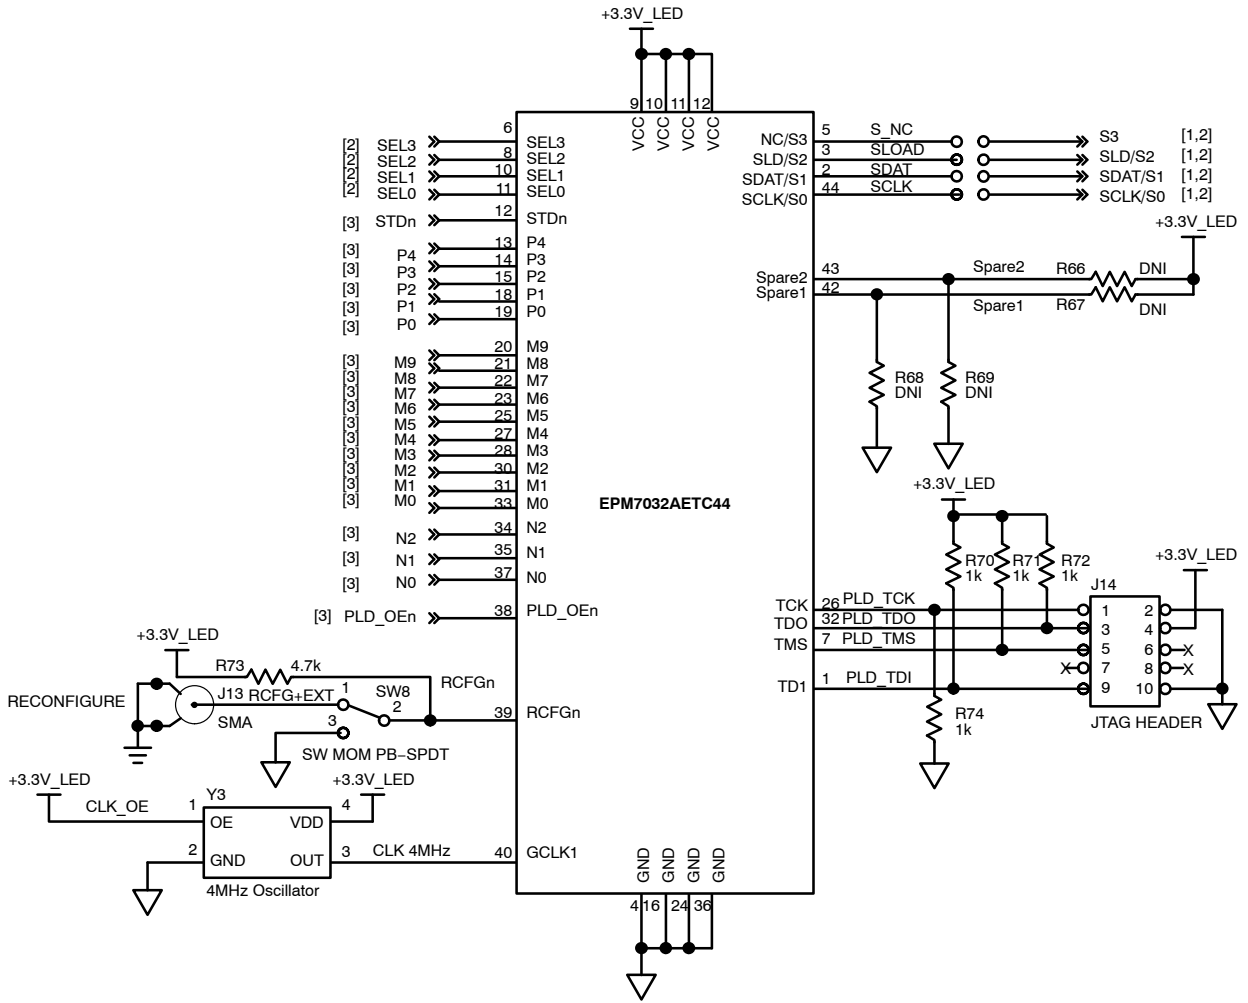 +3.3V_LED
9 10 11 12
VCC VCC VCC VCC
[2] SEL3 6 SEL3
[2] SEL2 8 SEL2
[2] SEL1 10 SEL1
[2] SEL0 11 SEL0
[3] STDn 12 STDn
[3] P4 13 P4
[3] P3 14 P3
[3] P2 15 P2
[3] P1 18 P1
[3] P0 19 P0
[3] M9 20 M9
[3] M8 21 M8
[3] M7 22 M7
[3] M6 23 M6
[3] M5 25 M5
[3] M4 27 M4
[3] M3 28 M3
[3] M2 30 M2
[3] M1 31 M1
[3] M0 33 M0
[3] N2 34 N2
[3] N1 35 N1
[3] N0 37 N0
[3] PLD_OEn 38 PLD_OEn
EPM7032AETC44
NC/S3 5 S_NC S3 [1,2]
SLD/S2 3 SLOAD SLD/S2 [1,2]
SDAT/S1 2 SDAT SDAT/S1 [1,2]
SCLK/S0 44 SCLK SCLK/S0 [1,2]
+3.3V_LED
Spare2 43 Spare2 R66 DNI
Spare1 42 Spare1 R67 DNI
R68
DNI
R69
DNI
+3.3V_LED
R70
1k
R71
1k
R72
1k
+3.3V_LED
J14
TCK 26 PLD_TCK 1 2
TDO 32 PLD_TDO 3 4
TMS 7 PLD_TMS 5 6 X
X 7 8 X
TD1 1 PLD_TDI 9 10
R74
1k
JTAG HEADER
+3.3V_LED
R73 4.7k
RCFGn
RECONFIGURE
J13 RCFG+EXT 1 SW8
2
SMA
3
39 RCFGn
SW MOM PB–SPDT
+3.3V_LED
+3.3V_LED
CLK_OE 1 Y3 4
OE VDD
2 GND OUT 3 CLK 4MHz 40 GCLK1
4MHz Oscillator
GND GND GND GND
4 16 24 36